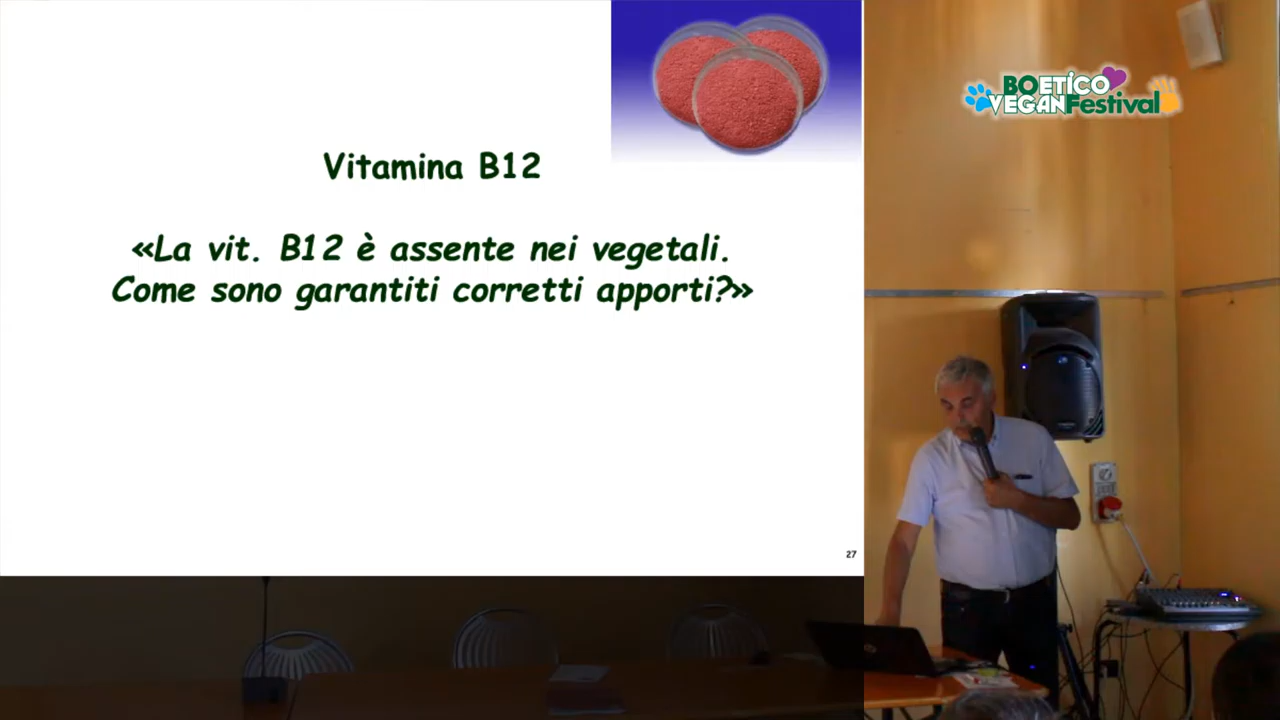 Vitamina B12
«La vit. B12 è assente nei vegetali.
Come sono garantiti corretti apporti?»
27
BOETICO
VEGANFestival